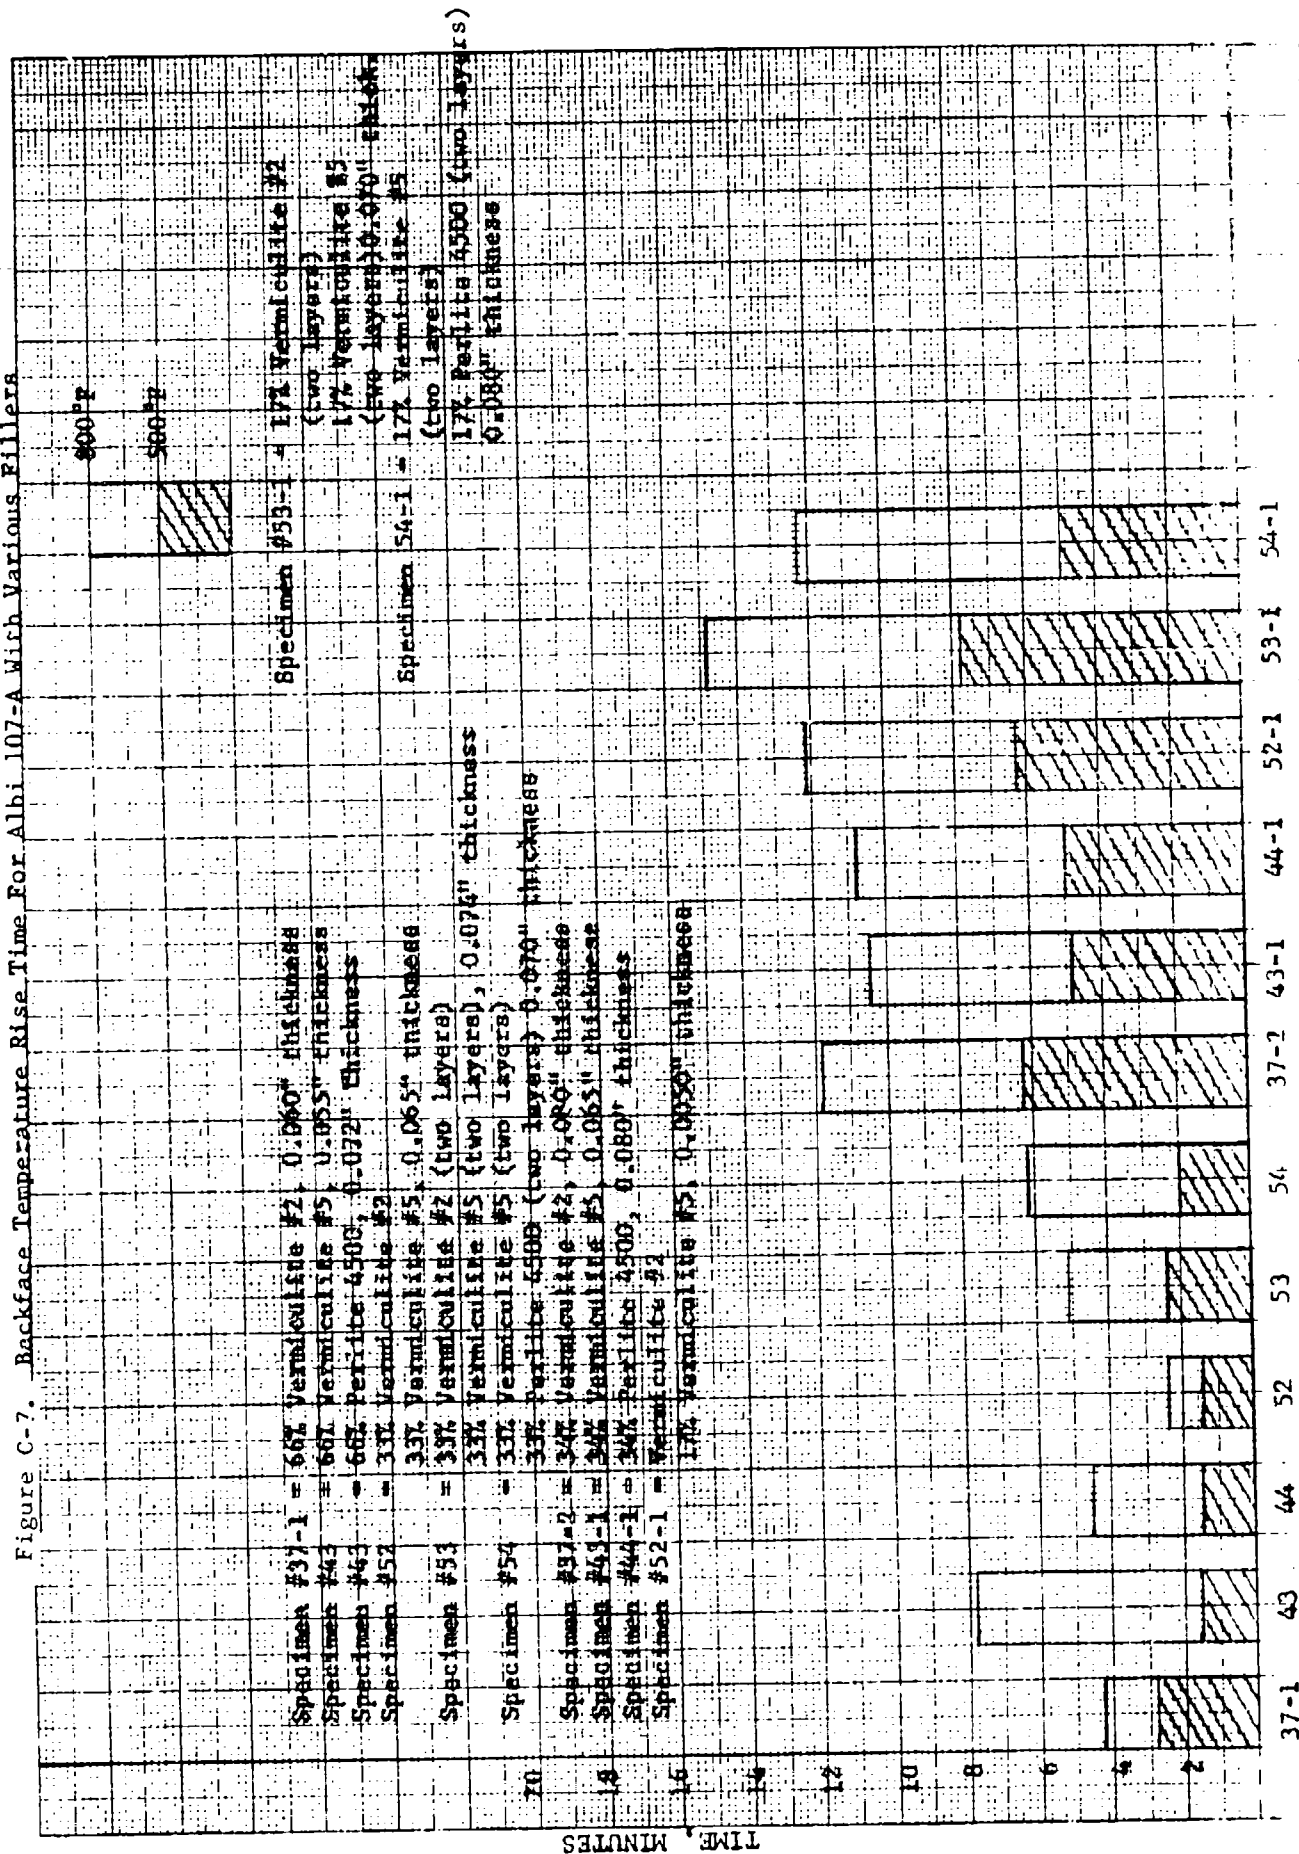 Figure C-7. Backface Temperature Rise Time For Albi 107-A With Various Fillers
800°F
500°F
Specimen #37-1 = 66% Vermiculite #2, 0.060" thickness
Specimen #43 = 66% Vermiculite #5, 0.055" thickness
Specimen #43 = 66% Perlite 4500, 0.072" thickness
Specimen #52 = 33% Vermiculite #2
33% Vermiculite #5, 0.065" thickness
Specimen #53 = 33% Vermiculite #2 (two layers)
33% Vermiculite #5 (two layers), 0.074" thickness
Specimen #54 = 33% Vermiculite #5 (two layers)
33% Perlite 4500 (two layers) 0.070" thickness
Specimen #37-2 = 34% Vermiculite #2, 0.080" thickness
Specimen #43-1 = 34% Vermiculite #5, 0.065" thickness
Specimen #44-1 = 34% Perlite 4500, 0.080" thickness
Specimen #52-1 = Vermiculite #2
17% Vermiculite #5, 0.0050" thickness
Specimen #53-1 = 17% Vermiculite #2
(two layers)
17% Vermiculite #5
(two layers) 0.070" thick
Specimen 54-1 = 17% Vermiculite #5
(two layers)
17% Perlite 4500 (two layers)
0.080" thickness
TIME, MINUTES
20
18
16
14
12
10
8
6
4
2
37-1
43
44
52
53
54
37-2
43-1
44-1
52-1
53-1
54-1